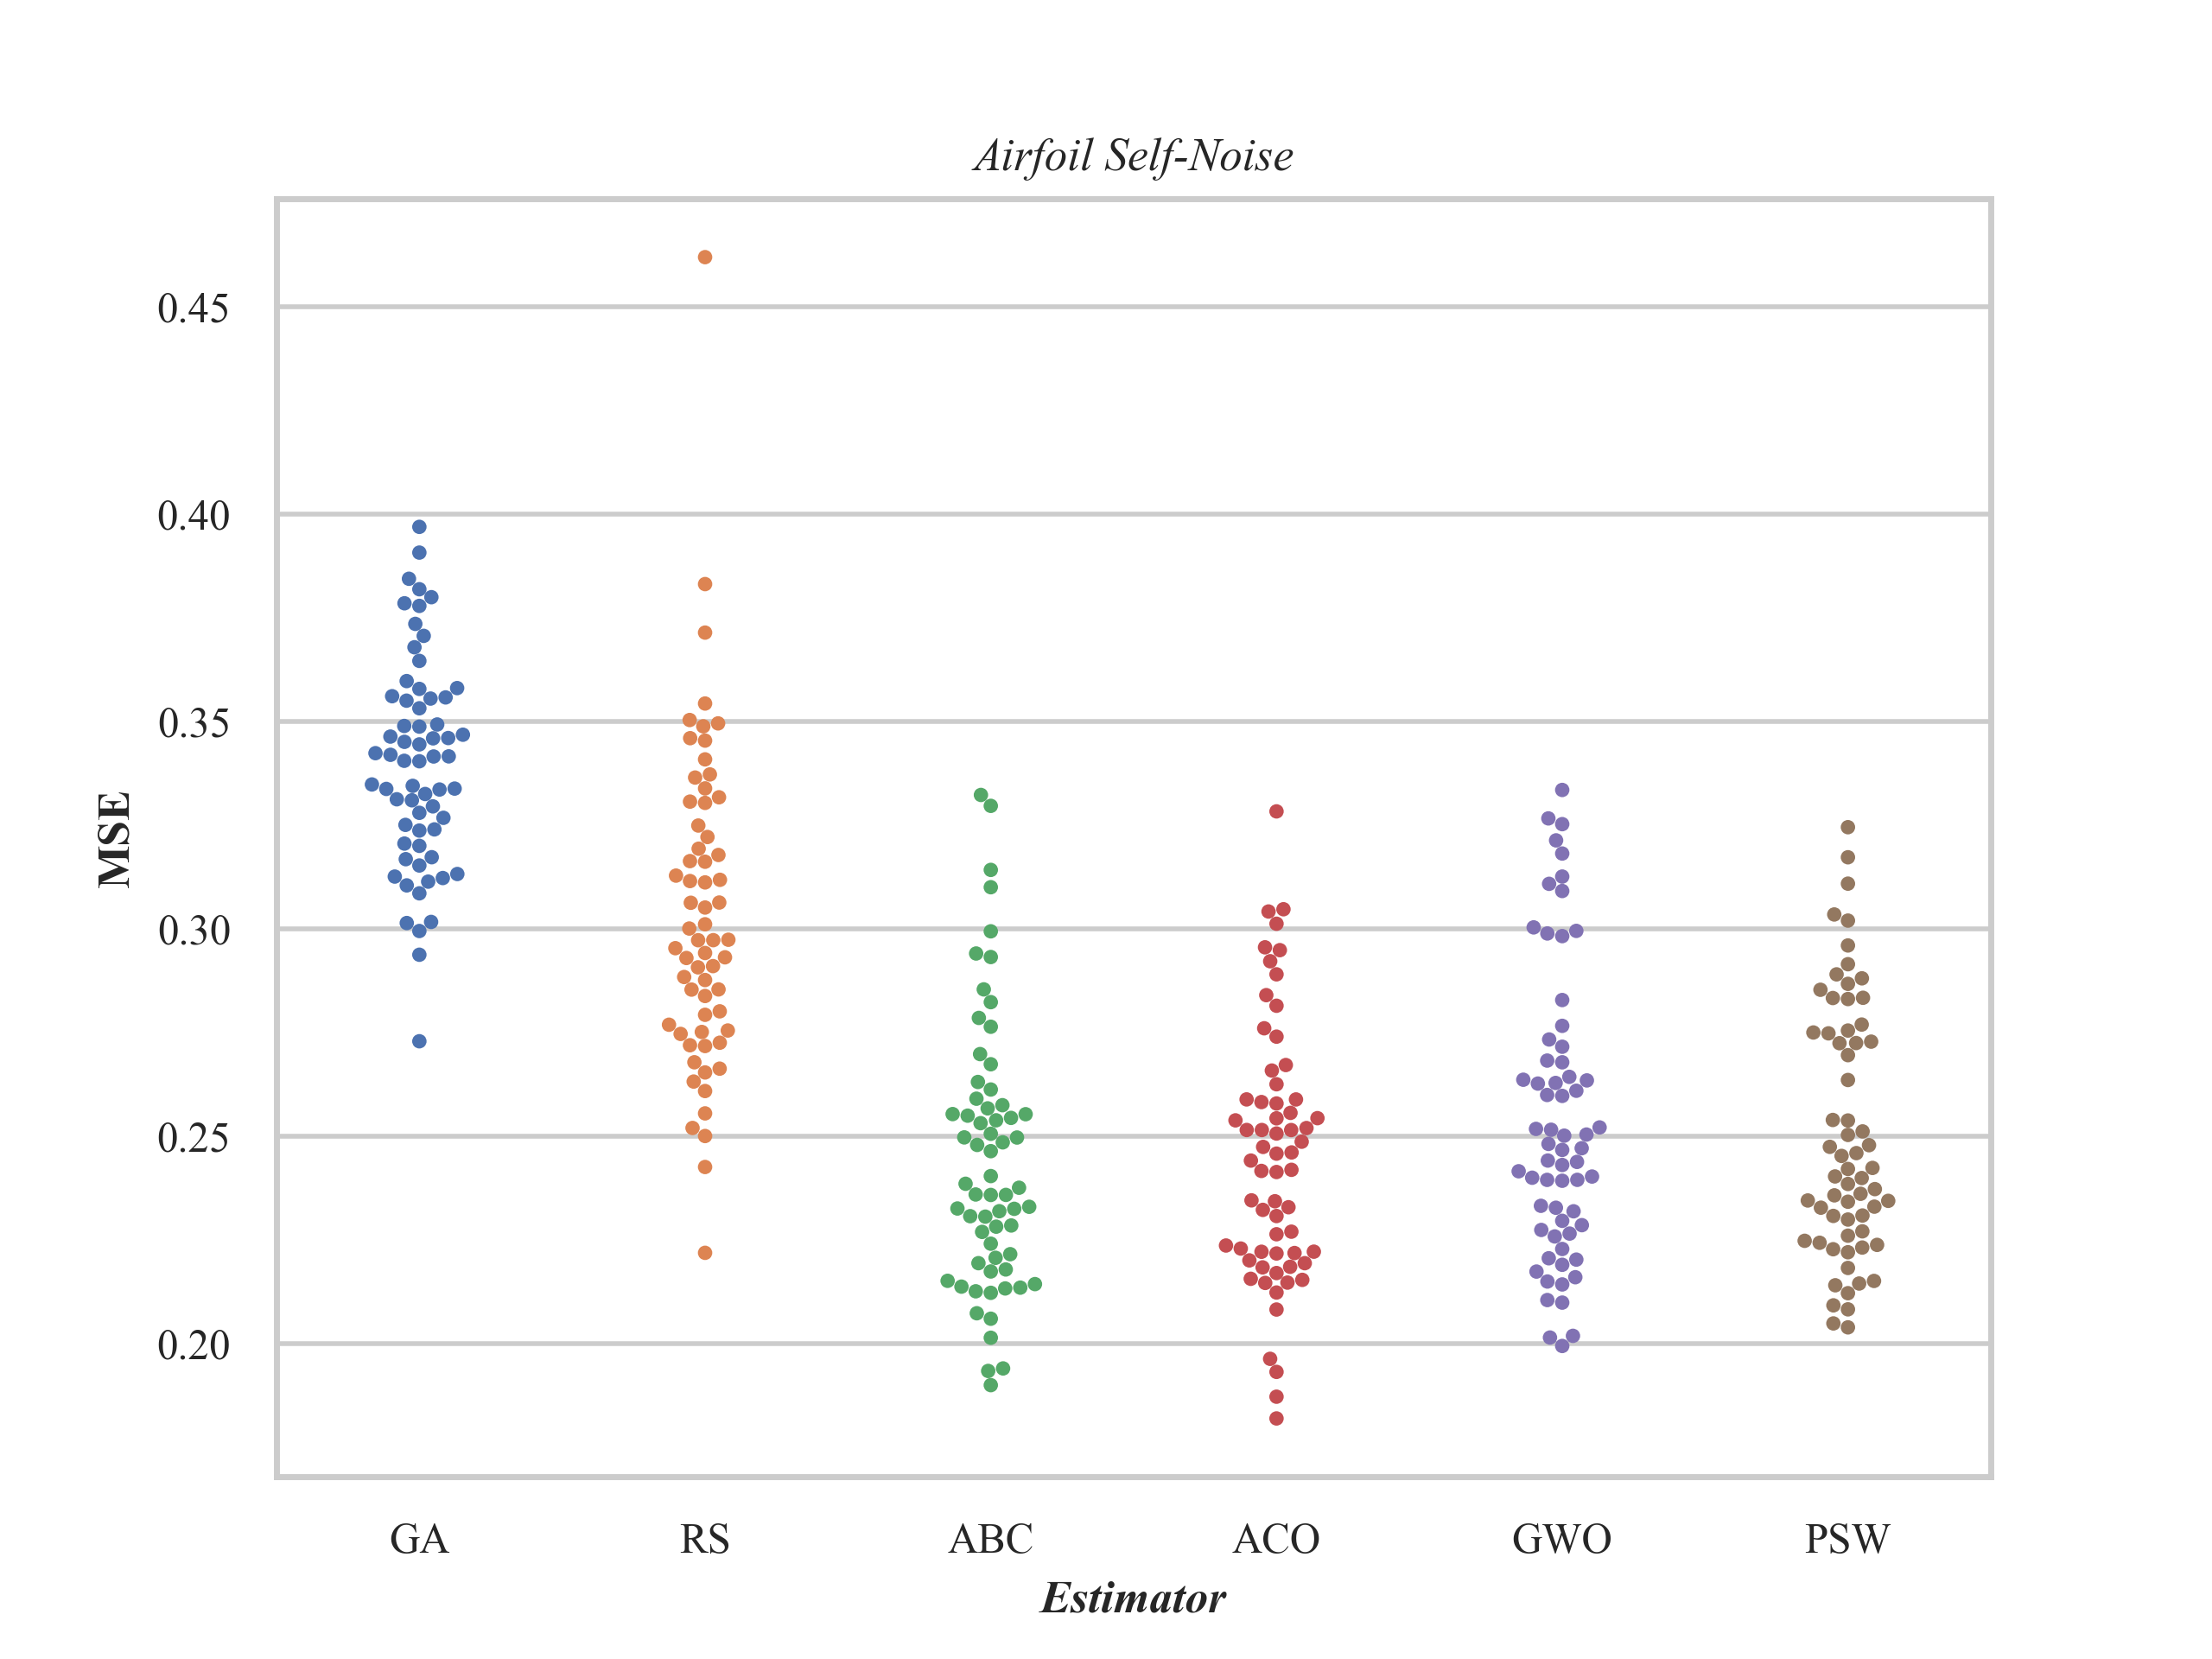 Airfoil Self-Noise
0.45
0.40
0.35
0.30
0.25
0.20
MSE
GA RS ABC ACO GWO PSW
Estimator